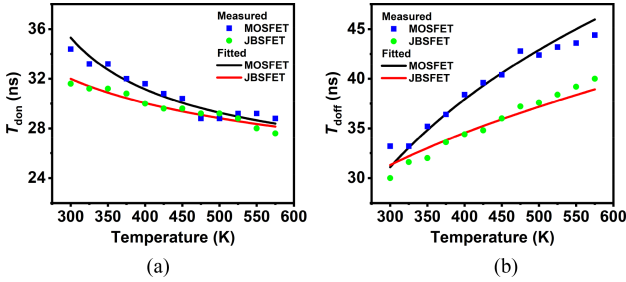 Measured
MOSFET
JBSFET
Fitted
MOSFET
JBSFET
36
32
28
24
T_don (ns)
300 350 400 450 500 550 600
Temperature (K)
(a)
Measured
MOSFET
JBSFET
Fitted
MOSFET
JBSFET
45
40
35
30
T_doff (ns)
300 350 400 450 500 550 600
Temperature (K)
(b)